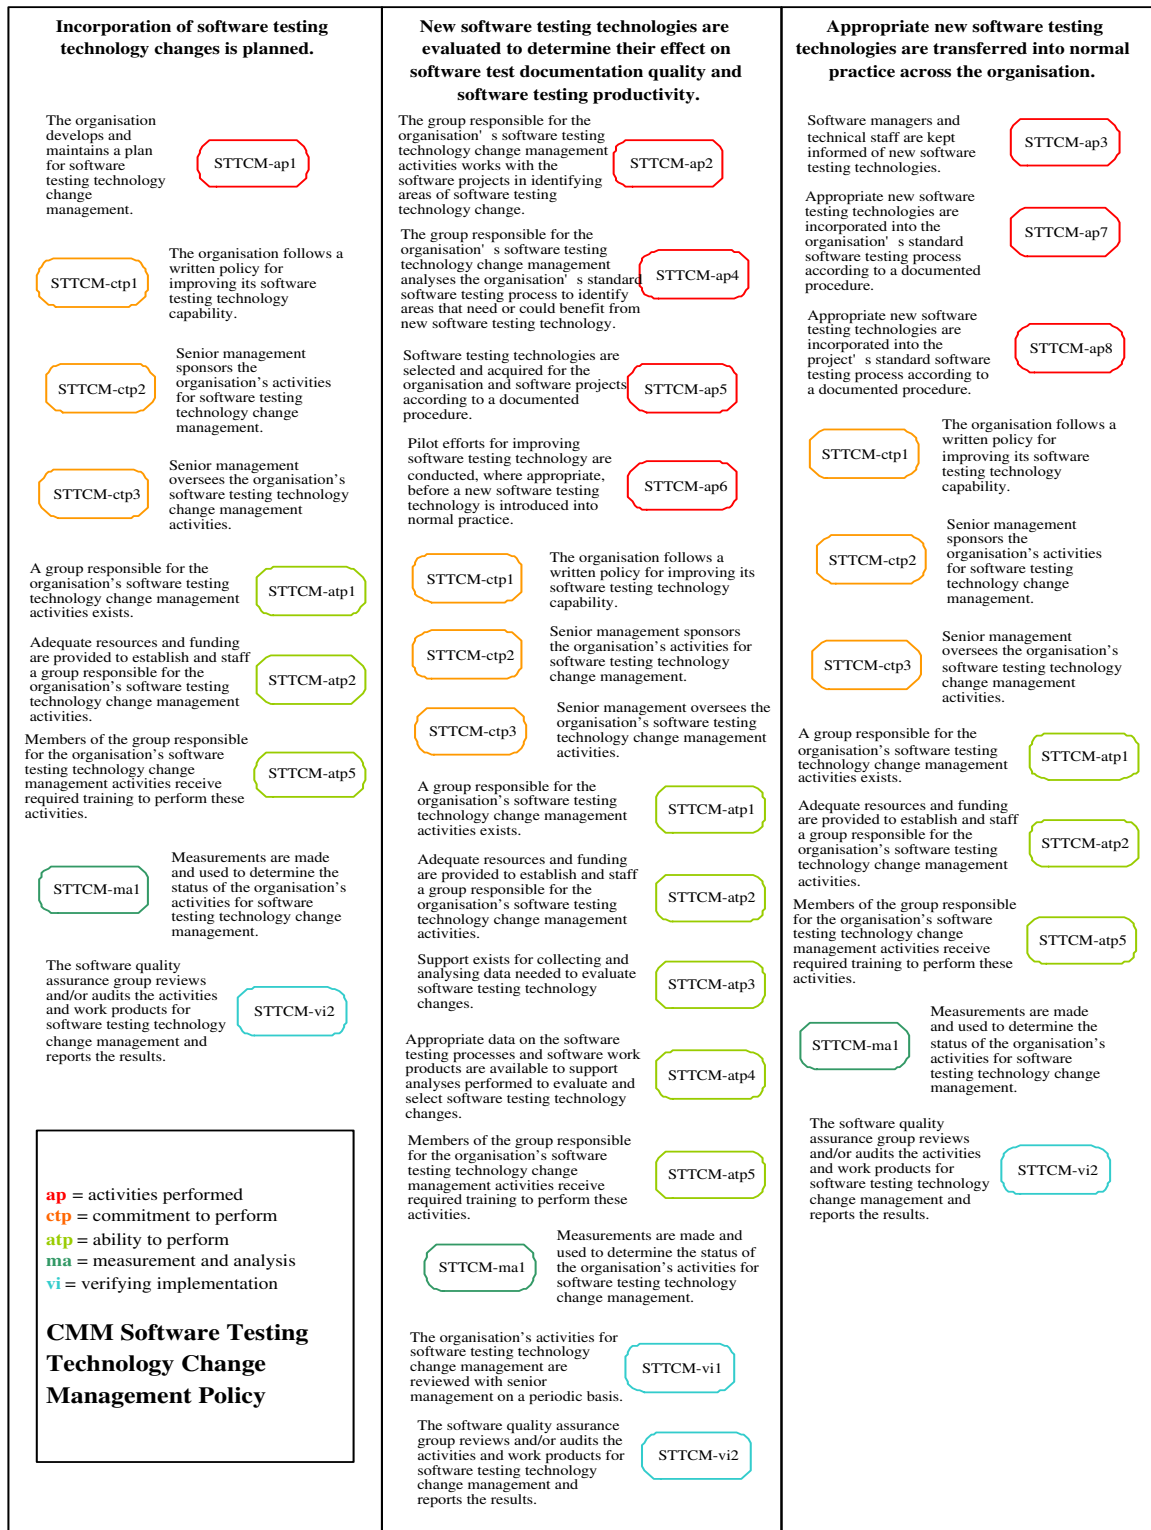 Incorporation of software testing
technology changes is planned.
The organisation
develops and
maintains a plan
for software
testing technology
change
management.
STTCM-ap1
STTCM-ctp1
The organisation follows a
written policy for
improving its software
testing technology
capability.
STTCM-ctp2
Senior management
sponsors the
organisation’s activities
for software testing
technology change
management.
STTCM-ctp3
Senior management
oversees the organisation’s
software testing technology
change management
activities.
A group responsible for the
organisation’s software testing
technology change management
activities exists.
STTCM-atp1
Adequate resources and funding
are provided to establish and staff
a group responsible for the
organisation’s software testing
technology change management
activities.
STTCM-atp2
Members of the group responsible
for the organisation’s software
testing technology change
management activities receive
required training to perform these
activities.
STTCM-atp5
STTCM-ma1
Measurements are made
and used to determine the
status of the organisation’s
activities for software
testing technology change
management.
The software quality
assurance group reviews
and/or audits the activities
and work products for
software testing technology
change management and
reports the results.
STTCM-vi2
ap = activities performed
ctp = commitment to perform
atp = ability to perform
ma = measurement and analysis
vi = verifying implementation
CMM Software Testing
Technology Change
Management Policy
New software testing technologies are
evaluated to determine their effect on
software test documentation quality and
software testing productivity.
The group responsible for the
organisation' s software testing
technology change management
activities works with the
software projects in identifying
areas of software testing
technology change.
STTCM-ap2
The group responsible for the
organisation' s software testing
technology change management
analyses the organisation' s standard
software testing process to identify
areas that need or could benefit from
new software testing technology.
STTCM-ap4
Software testing technologies are
selected and acquired for the
organisation and software projects
according to a documented
procedure.
STTCM-ap5
Pilot efforts for improving
software testing technology are
conducted, where appropriate,
before a new software testing
technology is introduced into
normal practice.
STTCM-ap6
STTCM-ctp1
The organisation follows a
written policy for improving its
software testing technology
capability.
STTCM-ctp2
Senior management sponsors
the organisation’s activities for
software testing technology
change management.
STTCM-ctp3
Senior management oversees the
organisation’s software testing
technology change management
activities.
A group responsible for the
organisation’s software testing
technology change management
activities exists.
STTCM-atp1
Adequate resources and funding
are provided to establish and staff
a group responsible for the
organisation’s software testing
technology change management
activities.
STTCM-atp2
Support exists for collecting and
analysing data needed to evaluate
software testing technology
changes.
STTCM-atp3
Appropriate data on the software
testing processes and software work
products are available to support
analyses performed to evaluate and
select software testing technology
changes.
STTCM-atp4
Members of the group responsible
for the organisation’s software
testing technology change
management activities receive
required training to perform these
activities.
STTCM-atp5
STTCM-ma1
Measurements are made and
used to determine the status of
the organisation’s activities for
software testing technology
change management.
The organisation’s activities for
software testing technology
change management are
reviewed with senior
management on a periodic basis.
STTCM-vi1
The software quality assurance
group reviews and/or audits the
activities and work products for
software testing technology
change management and
reports the results.
STTCM-vi2
Appropriate new software testing
technologies are transferred into normal
practice across the organisation.
Software managers and
technical staff are kept
informed of new software
testing technologies.
STTCM-ap3
Appropriate new software
testing technologies are
incorporated into the
organisation' s standard
software testing process
according to a documented
procedure.
STTCM-ap7
Appropriate new software
testing technologies are
incorporated into the
project' s standard software
testing process according to
a documented procedure.
STTCM-ap8
STTCM-ctp1
The organisation follows a
written policy for
improving its software
testing technology
capability.
STTCM-ctp2
Senior management
sponsors the
organisation’s activities
for software testing
technology change
management.
STTCM-ctp3
Senior management
oversees the organisation’s
software testing technology
change management
activities.
A group responsible for the
organisation’s software testing
technology change management
activities exists.
STTCM-atp1
Adequate resources and funding
are provided to establish and staff
a group responsible for the
organisation’s software testing
technology change management
activities.
STTCM-atp2
Members of the group responsible
for the organisation’s software
testing technology change
management activities receive
required training to perform these
activities.
STTCM-atp5
STTCM-ma1
Measurements are made
and used to determine the
status of the organisation’s
activities for software
testing technology change
management.
The software quality
assurance group reviews
and/or audits the activities
and work products for
software testing technology
change management and
reports the results.
STTCM-vi2